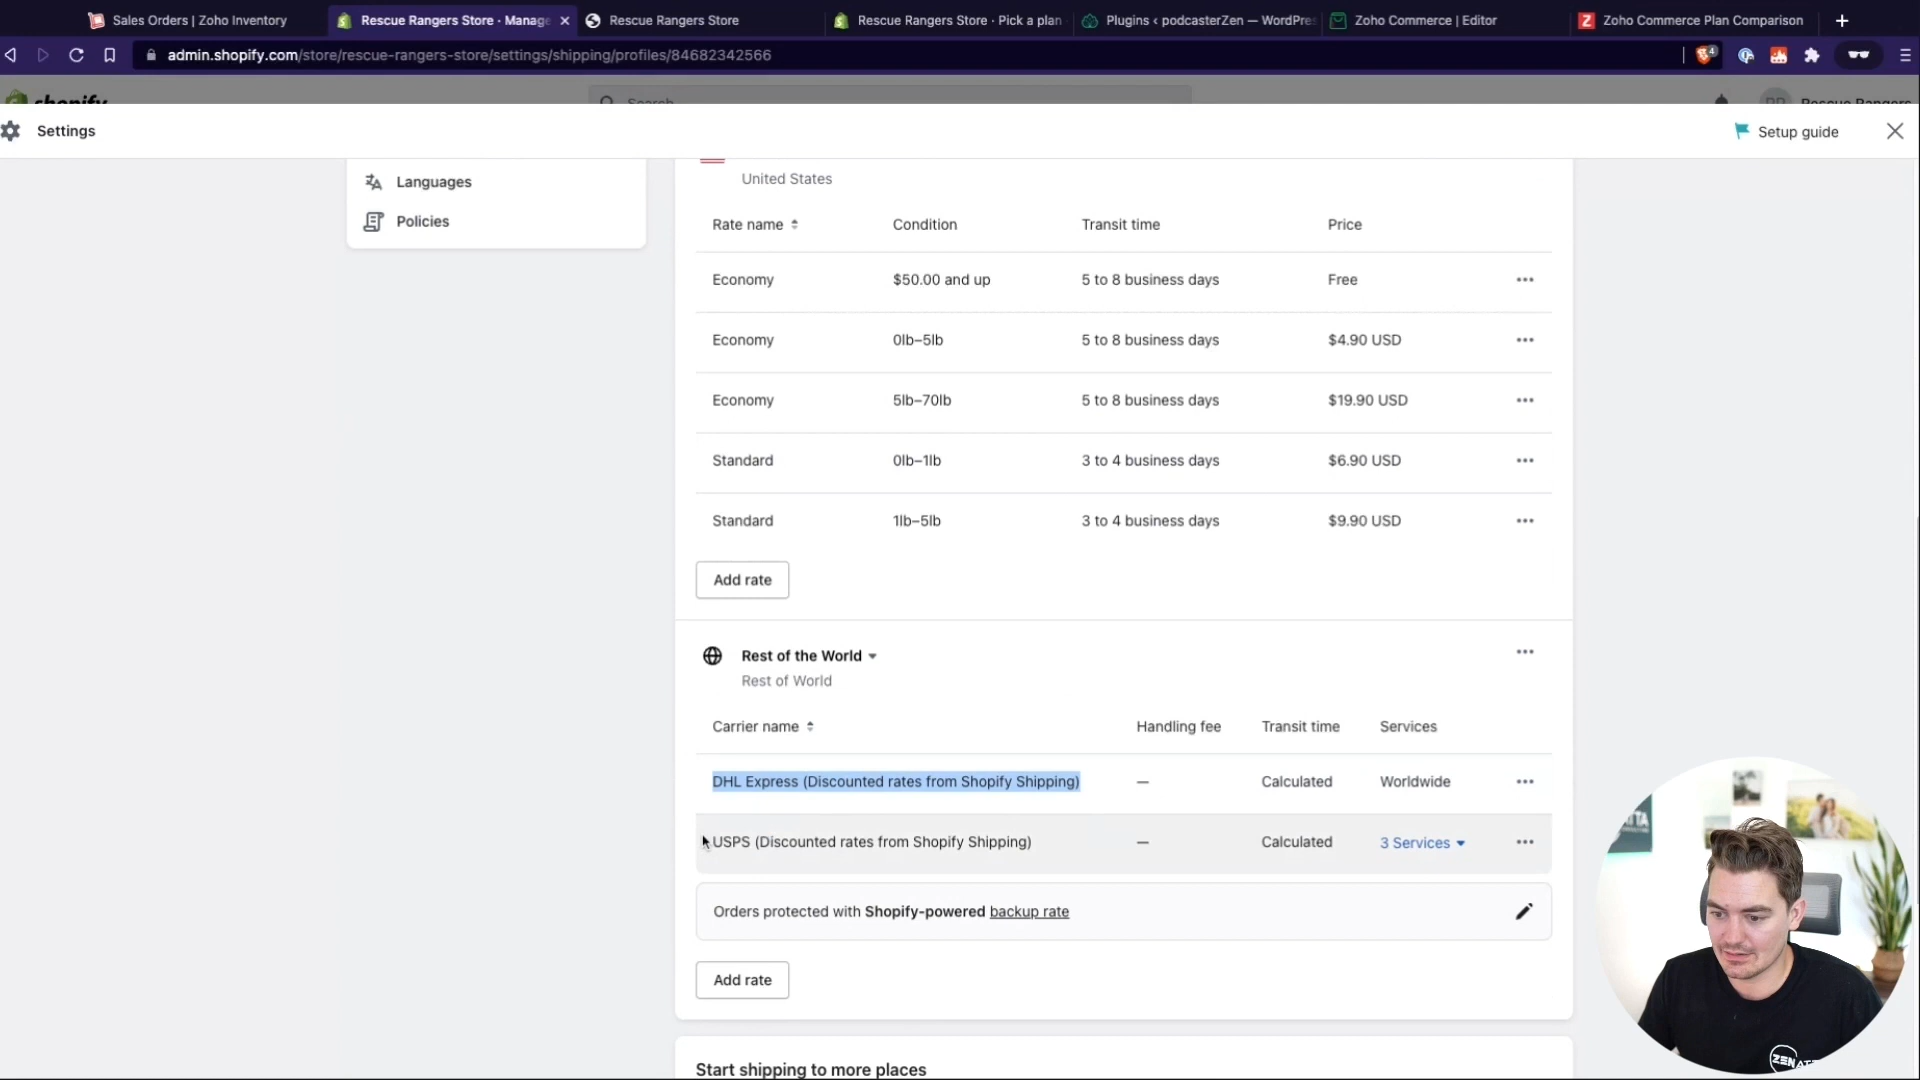 Sales Orders | Zoho Inventory
Rescue Rangers Store · Manage
Rescue Rangers Store
Rescue Rangers Store · Pick a plan
Plugins ‹ podcasterZen — WordPre
Zoho Commerce | Editor
Zoho Commerce Plan Comparison
admin.shopify.com/store/rescue-rangers-store/settings/shipping/profiles/84682342566
4
shopify
Search
Rescue Rangers
Settings
Setup guide
Languages
Policies
United States
Rate name Condition Transit time Price
Economy $50.00 and up 5 to 8 business days Free
Economy 0lb–5lb 5 to 8 business days $4.90 USD
Economy 5lb–70lb 5 to 8 business days $19.90 USD
Standard 0lb–1lb 3 to 4 business days $6.90 USD
Standard 1lb–5lb 3 to 4 business days $9.90 USD
Add rate
Rest of the World
Rest of World
Carrier name Handling fee Transit time Services
DHL Express (Discounted rates from Shopify Shipping) — Calculated Worldwide
USPS (Discounted rates from Shopify Shipping) — Calculated 3 Services
Orders protected with Shopify-powered backup rate
Add rate
Start shipping to more places